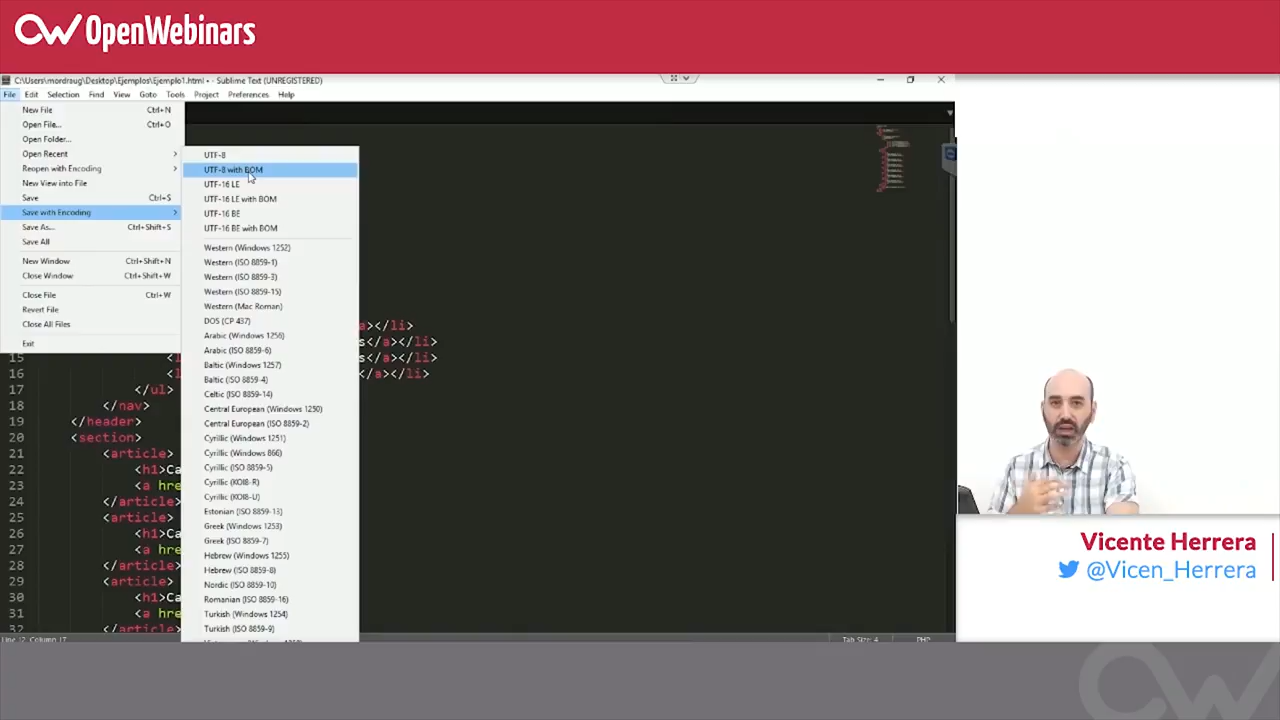 OpenWebinars
C:\Users\mordraug\Desktop\Ejemplos\Ejemplo1.html • - Sublime Text (UNREGISTERED)
File Edit Selection Find View Goto Tools Project Preferences Help
New File Ctrl+N
Open File... Ctrl+O
Open Folder...
Open Recent
Reopen with Encoding
New View into File
Save Ctrl+S
Save with Encoding
Save As... Ctrl+Shift+S
Save All
New Window Ctrl+Shift+N
Close Window Ctrl+Shift+W
Close File Ctrl+W
Revert File
Close All Files
Exit
UTF-8
UTF-8 with BOM
UTF-16 LE
UTF-16 LE with BOM
UTF-16 BE
UTF-16 BE with BOM
Western (Windows 1252)
Western (ISO 8859-1)
Western (ISO 8859-3)
Western (ISO 8859-15)
Western (Mac Roman)
DOS (CP 437)
Arabic (Windows 1256)
Arabic (ISO 8859-6)
Baltic (Windows 1257)
Baltic (ISO 8859-4)
Celtic (ISO 8859-14)
Central European (Windows 1250)
Central European (ISO 8859-2)
Cyrillic (Windows 1251)
Cyrillic (Windows 866)
Cyrillic (ISO 8859-5)
Cyrillic (KOI8-R)
Cyrillic (KOI8-U)
Estonian (ISO 8859-13)
Greek (Windows 1253)
Greek (ISO 8859-7)
Hebrew (Windows 1255)
Hebrew (ISO 8859-8)
Nordic (ISO 8859-10)
Romanian (ISO 8859-16)
Turkish (Windows 1254)
Turkish (ISO 8859-9)
a></li>
15 <l s</a></li>
16 <l </a></li>
17 </ul>
18 </nav>
19 </header>
20 <section>
21 <article>
22 <h1>Ca
23 <a hre
24 </article>
25 <article>
26 <h1>Ca
27 <a hre
28 </article>
29 <article>
30 <h1>Ca
31 <a hre
32 </article>
Line 12, Column 17 Tab Size: 4 PHP
Vicente Herrera
@Vicen_Herrera